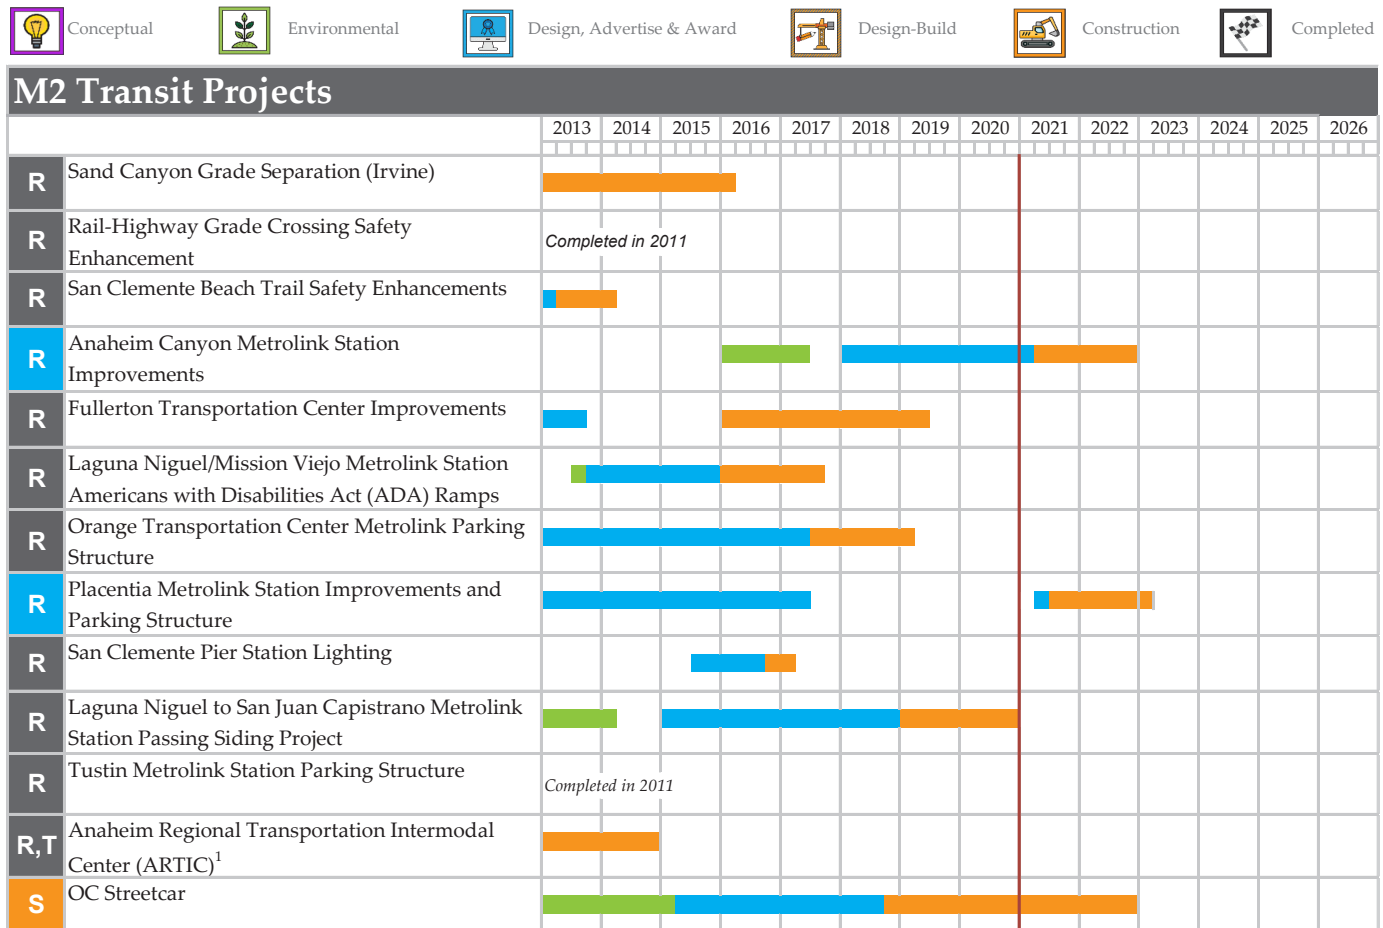 Conceptual Environmental Design, Advertise & Award Design-Build Construction Completed
M2 Transit Projects
2013 2014 2015 2016 2017 2018 2019 2020 2021 2022 2023 2024 2025 2026
R Sand Canyon Grade Separation (Irvine)
R Rail-Highway Grade Crossing Safety
Enhancement
Completed in 2011
R San Clemente Beach Trail Safety Enhancements
R Anaheim Canyon Metrolink Station
Improvements
R Fullerton Transportation Center Improvements
R Laguna Niguel/Mission Viejo Metrolink Station
Americans with Disabilities Act (ADA) Ramps
R Orange Transportation Center Metrolink Parking
Structure
R Placentia Metrolink Station Improvements and
Parking Structure
R San Clemente Pier Station Lighting
R Laguna Niguel to San Juan Capistrano Metrolink
Station Passing Siding Project
R Tustin Metrolink Station Parking Structure
Completed in 2011
R,T Anaheim Regional Transportation Intermodal
Center (ARTIC)¹
S OC Streetcar